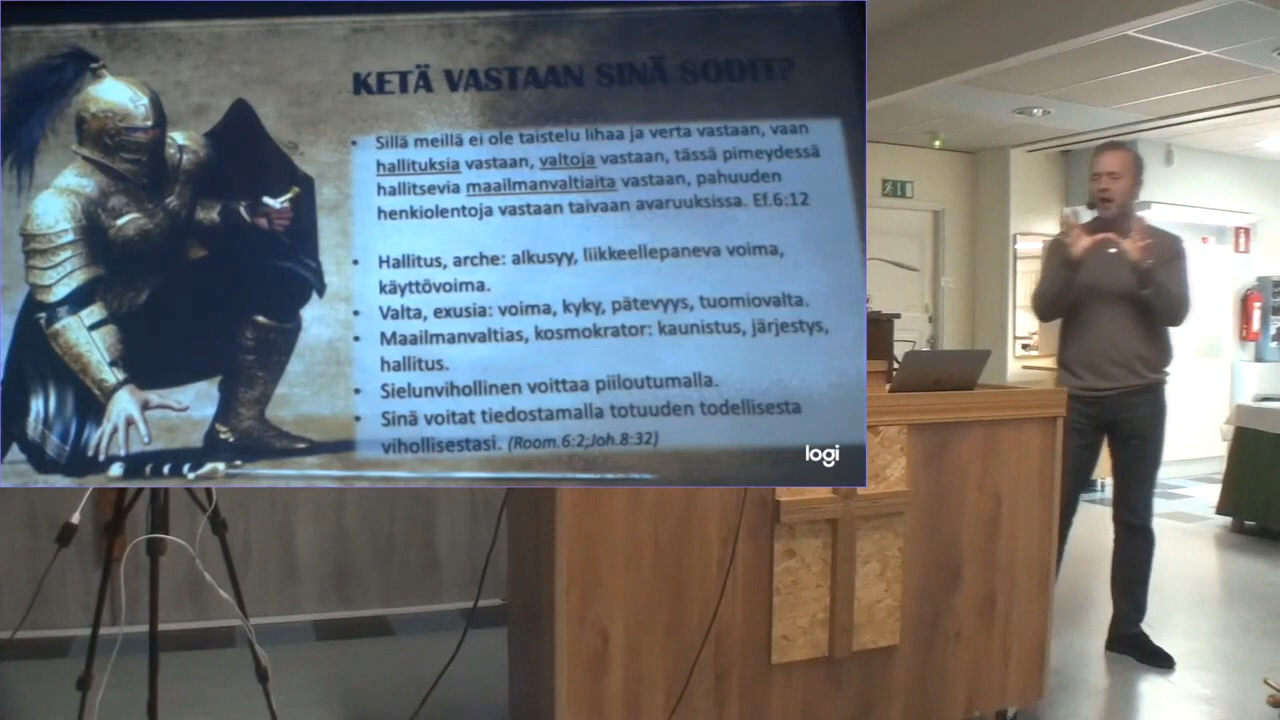 KETÄ VASTAAN SINÄ SODIT?
• Sillä meillä ei ole taistelu lihaa ja verta vastaan, vaan
hallituksia vastaan, valtoja vastaan, tässä pimeydessä
hallitsevia maailmanvaltiaita vastaan, pahuuden
henkiolentoja vastaan taivaan avaruuksissa. Ef.6:12
• Hallitus, arche: alkusyy, liikkeellepaneva voima,
käyttövoima.
• Valta, exusia: voima, kyky, pätevyys, tuomiovalta.
• Maailmanvaltias, kosmokrator: kaunistus, järjestys,
hallitus.
• Sielunvihollinen voittaa piiloutumalla.
• Sinä voitat tiedostamalla totuuden todellisesta
vihollisestasi. (Room.6:2;Joh.8:32)
logi